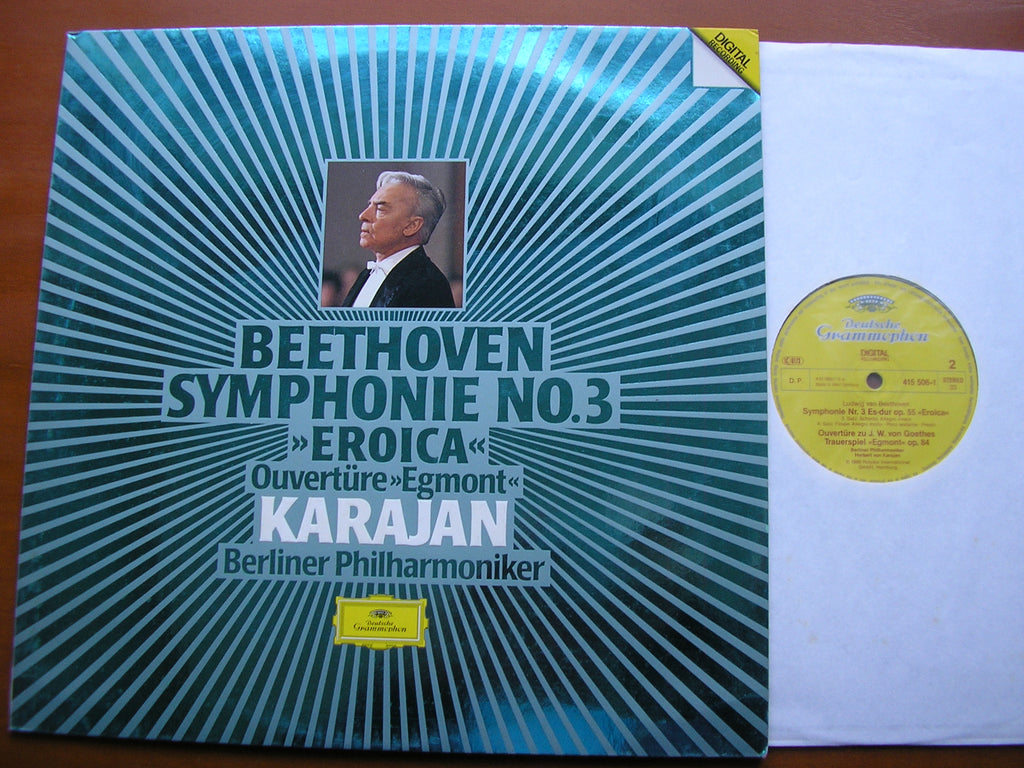 DIGITAL
RECORDING
BEETHOVEN
SYMPHONIE NO.3
»EROICA«
Ouvertüre »Egmont«
KARAJAN
Berliner Philharmoniker
Deutsche
Grammophon
Deutsche
Grammophon
DIGITAL
RECORDING
2
D.P.
415 506-1
STEREO
33
Ludwig van Beethoven
Symphonie Nr. 3 Es-dur op. 55 »Eroica«
Ouvertüre zu J. W. von Goethes
Trauerspiel »Egmont« op. 84
Berliner Philharmoniker
Herbert von Karajan